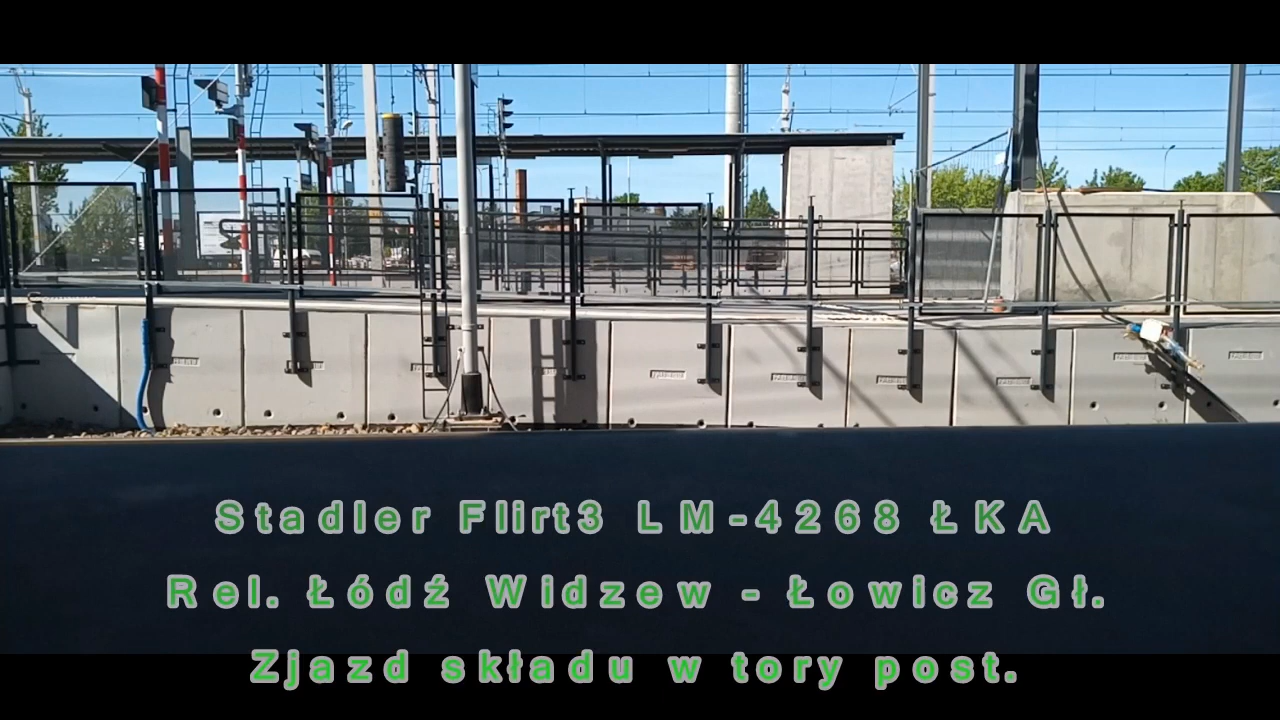 Stadler Flirt3 LM-4268 ŁKA
Rel. Łódź Widzew - Łowicz Gł.
Zjazd składu w tory post.